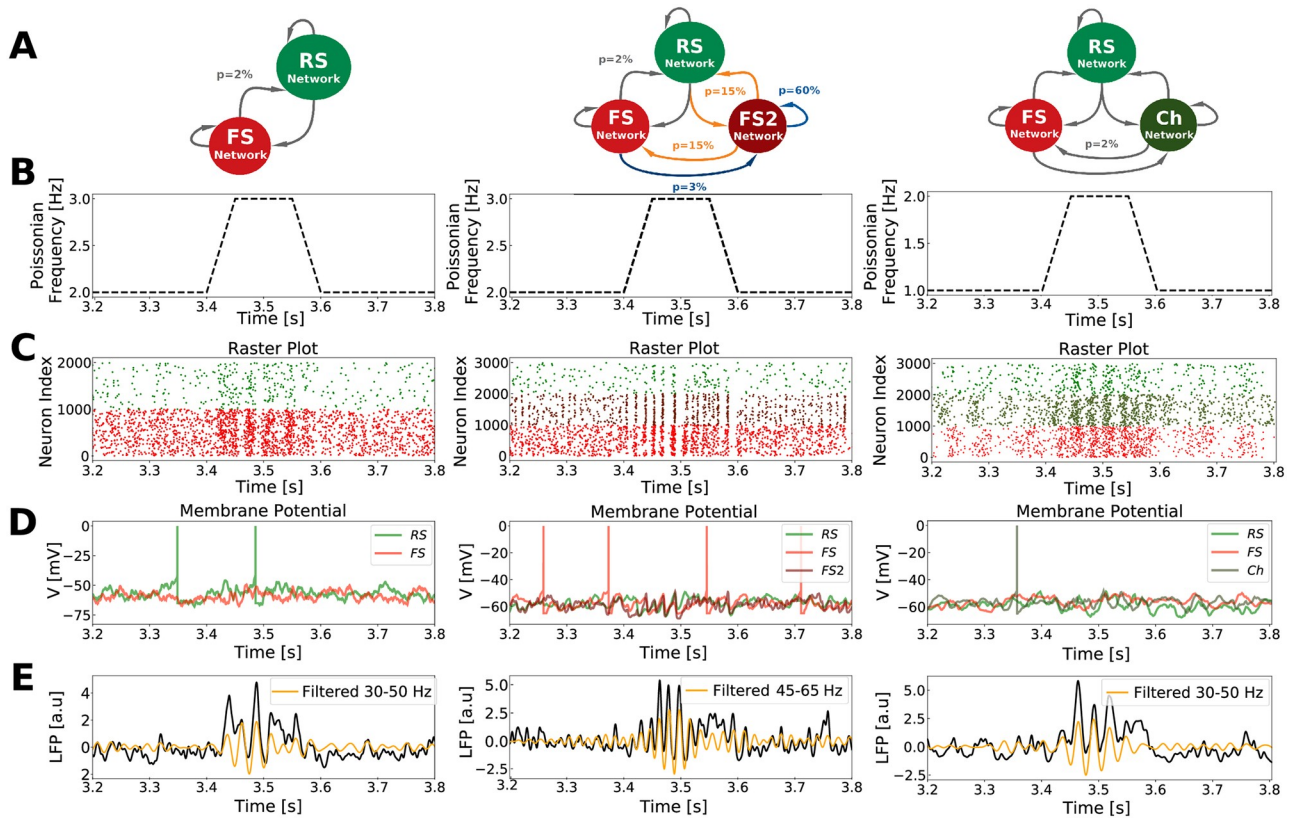 A
RS
Network
p=2%
FS
Network
RS
Network
p=2%
p=15%
p=60%
FS
Network
FS2
Network
p=15%
p=3%
RS
Network
FS
Network
Ch
Network
p=2%
B
Poissonian
Frequency [Hz]
3.0
2.5
2.0
3.2 3.3 3.4 3.5 3.6 3.7 3.8
Time [s]
Poissonian
Frequency [Hz]
3.0
2.5
2.0
3.2 3.3 3.4 3.5 3.6 3.7 3.8
Time [s]
Poissonian
Frequency [Hz]
2.0
1.5
1.0
3.2 3.3 3.4 3.5 3.6 3.7 3.8
Time [s]
C
Raster Plot
Neuron Index
2000
1000
0
3.2 3.3 3.4 3.5 3.6 3.7 3.8
Time [s]
Raster Plot
Neuron Index
3000
2000
1000
0
3.2 3.3 3.4 3.5 3.6 3.7 3.8
Time [s]
Raster Plot
Neuron Index
3000
2000
1000
0
3.2 3.3 3.4 3.5 3.6 3.7 3.8
Time [s]
D
Membrane Potential
V [mV]
0
−25
−50
−75
RS
FS
3.2 3.3 3.4 3.5 3.6 3.7 3.8
Time [s]
Membrane Potential
V [mV]
0
−20
−40
−60
RS
FS
FS2
3.2 3.3 3.4 3.5 3.6 3.7 3.8
Time [s]
Membrane Potential
V [mV]
0
−20
−40
−60
RS
FS
Ch
3.2 3.3 3.4 3.5 3.6 3.7 3.8
Time [s]
E
LFP [a.u]
4
2
0
2
Filtered 30-50 Hz
3.2 3.3 3.4 3.5 3.6 3.7 3.8
Time [s]
LFP [a.u]
5.0
2.5
0.0
−2.5
Filtered 45-65 Hz
3.2 3.3 3.4 3.5 3.6 3.7 3.8
Time [s]
LFP [a.u]
5.0
2.5
0.0
−2.5
Filtered 30-50 Hz
3.2 3.3 3.4 3.5 3.6 3.7 3.8
Time [s]